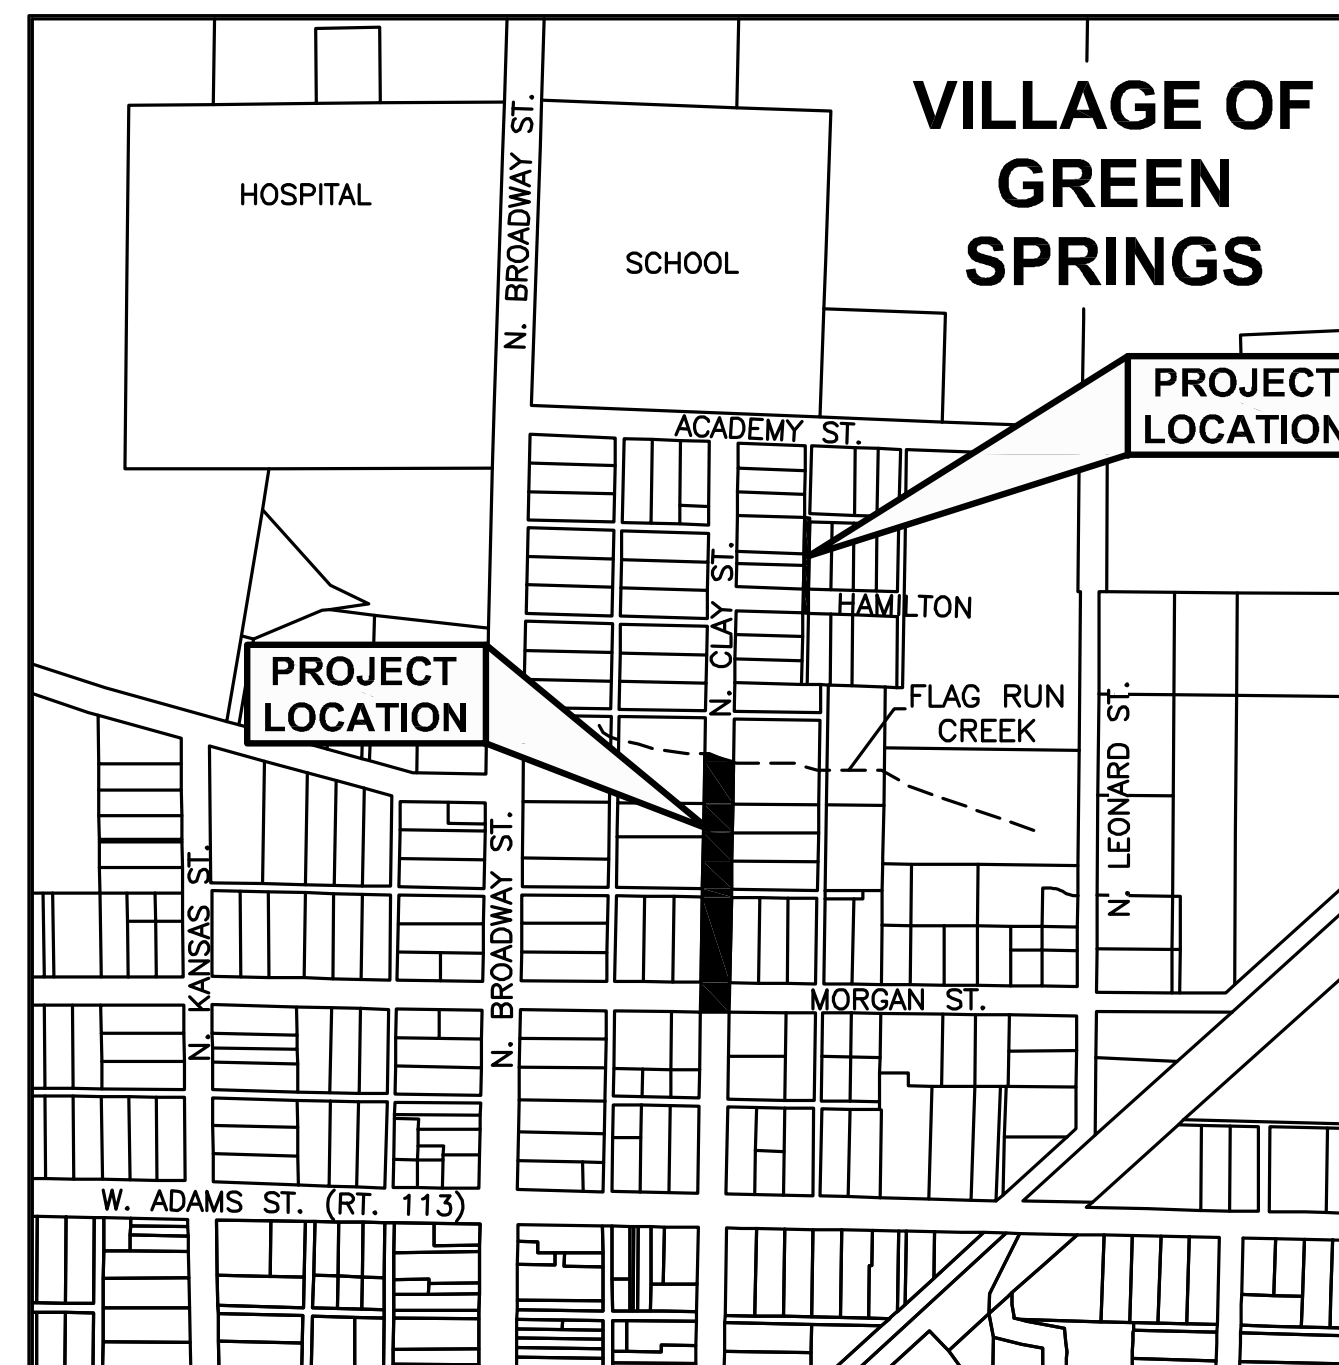 VILLAGE OF
GREEN
SPRINGS
HOSPITAL
N. BROADWAY ST.
SCHOOL
PROJECT
LOCATION
ACADEMY ST.
N. CLAY ST.
HAMILTON
PROJECT
LOCATION
FLAG RUN
CREEK
N. LEONARD ST.
N. KANSAS ST.
N. BROADWAY ST.
MORGAN ST.
W. ADAMS ST. (RT. 113)